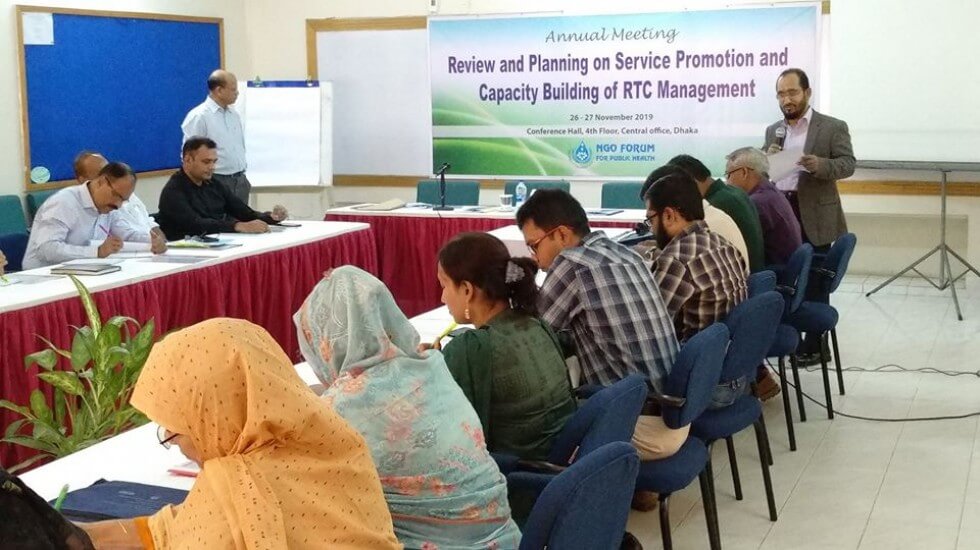 Annual Meeting
Review and Planning on Service Promotion and
Capacity Building of RTC Management
26 - 27 November 2019
Conference Hall, 4th Floor, Central office, Dhaka
NGO FORUM
FOR PUBLIC HEALTH